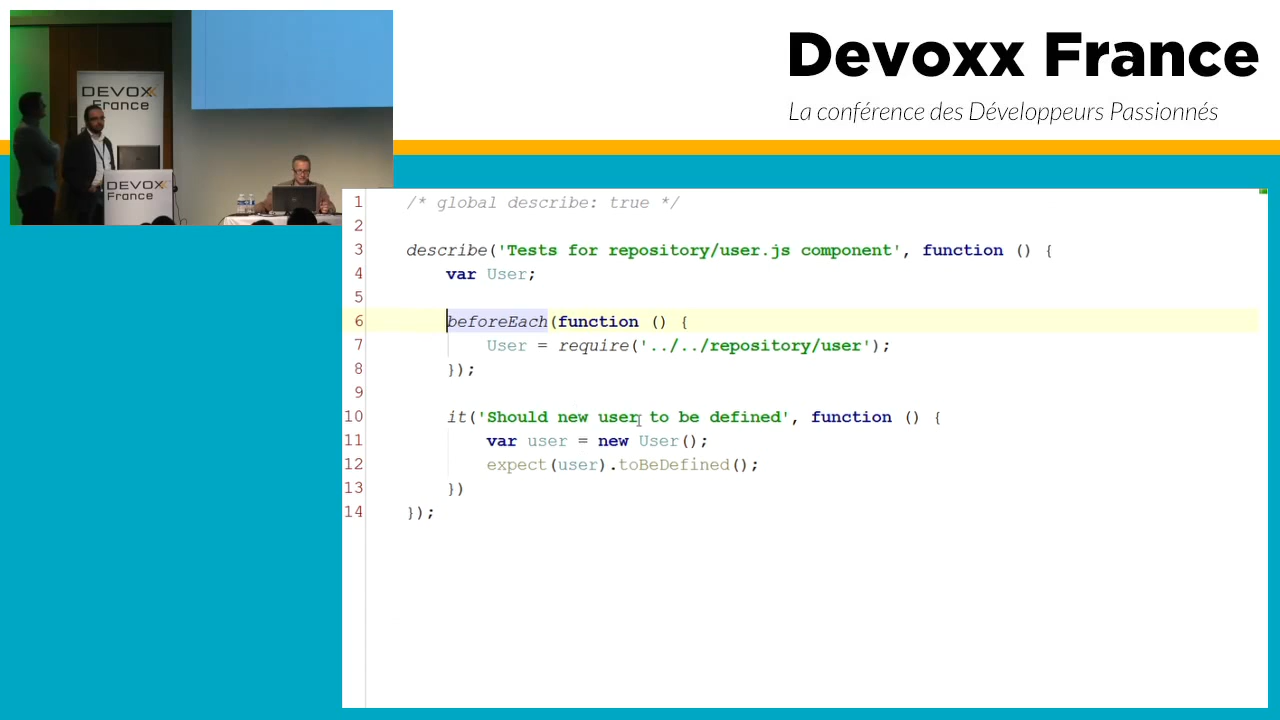 Devoxx France
La conférence des Développeurs Passionnés
DEVOXX
France
DEVOXX
France
1 /* global describe: true */
2
3 describe('Tests for repository/user.js component', function () {
4 var User;
5
6 beforeEach(function () {
7 User = require('../../repository/user');
8 });
9
10 it('Should new user to be defined', function () {
11 var user = new User();
12 expect(user).toBeDefined();
13 })
14 });